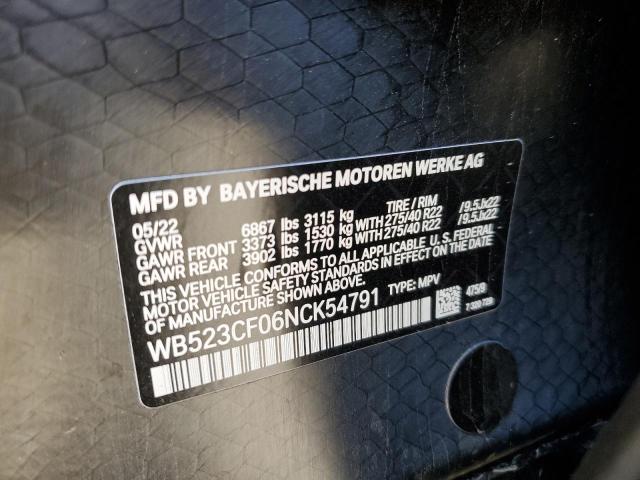 MFD BY BAYERISCHE MOTOREN WERKE AG
05/22 TIRE / RIM
GVWR 6867 lbs 3115 kg
GAWR FRONT 3373 lbs 1530 kg WITH 275/40 R22 /9.5Jx22
GAWR REAR 3902 lbs 1770 kg WITH 275/40 R22 /9.5Jx22
THIS VEHICLE CONFORMS TO ALL APPLICABLE U.S. FEDERAL
MOTOR VEHICLE SAFETY STANDARDS IN EFFECT ON THE DATE
OF MANUFACTURE SHOWN ABOVE.
WB523CF06NCK54791 TYPE: MPV
475/9